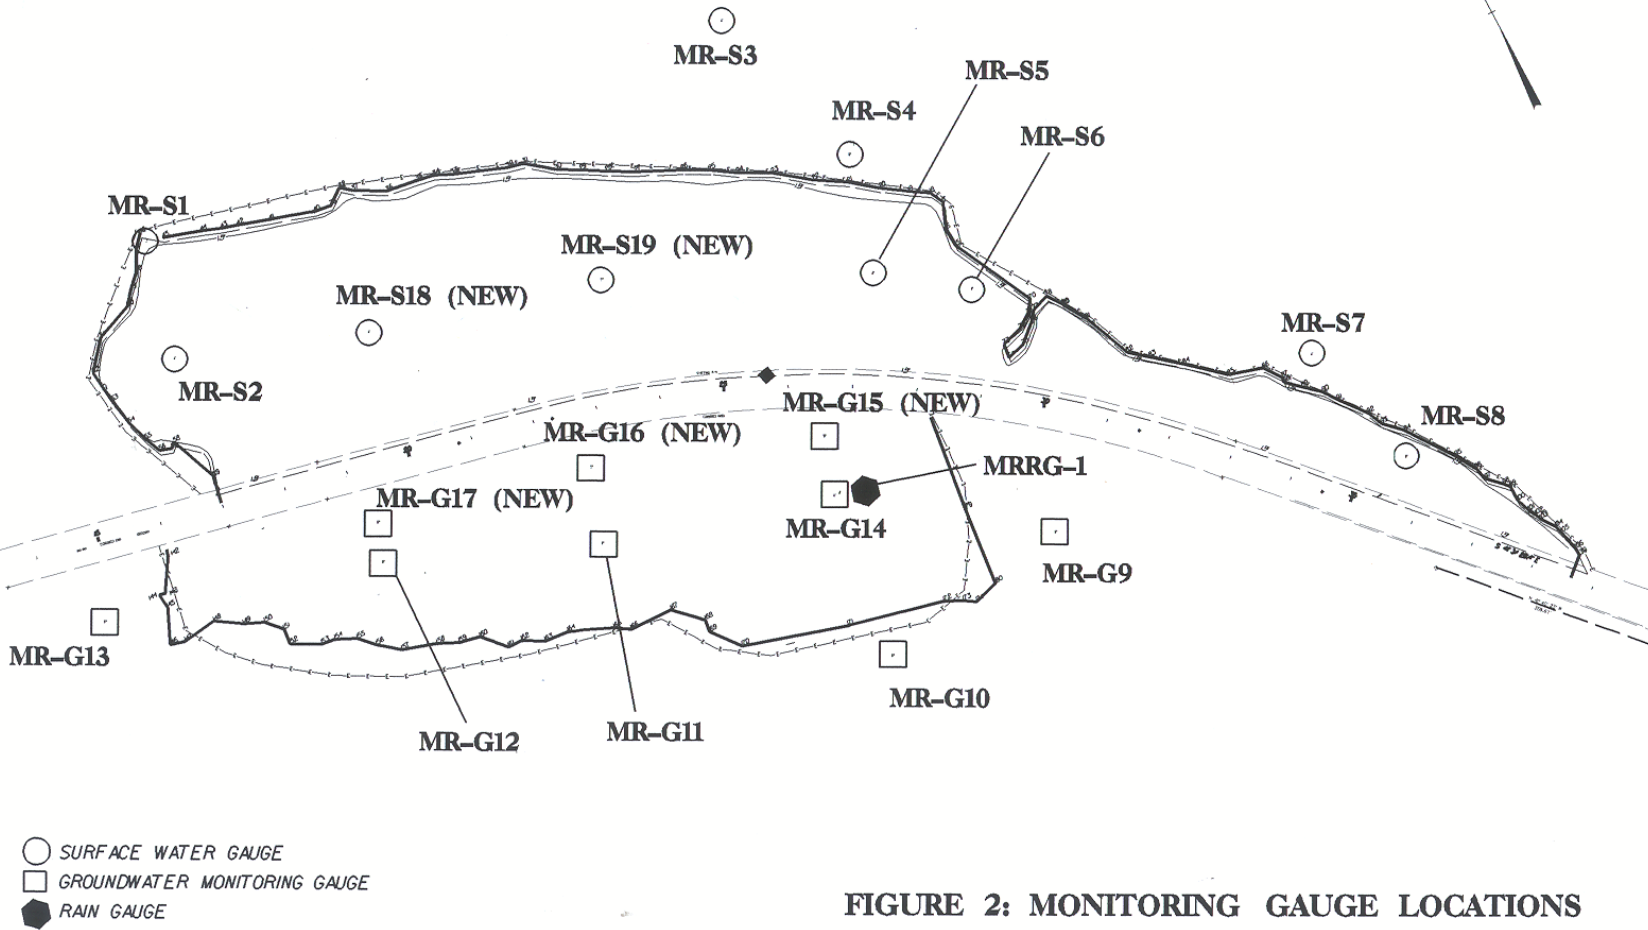 MR–S3
MR–S5
MR–S4
MR–S6
MR–S1
MR–S19 (NEW)
MR–S18 (NEW)
MR–S7
MR–S2
MR–G15 (NEW)
MR–S8
MR–G16 (NEW)
MRRG–1
MR–G17 (NEW)
MR–G14
MR–G9
MR–G13
MR–G10
MR–G11
MR–G12
SURFACE WATER GAUGE
GROUNDWATER MONITORING GAUGE
RAIN GAUGE
FIGURE 2: MONITORING GAUGE LOCATIONS